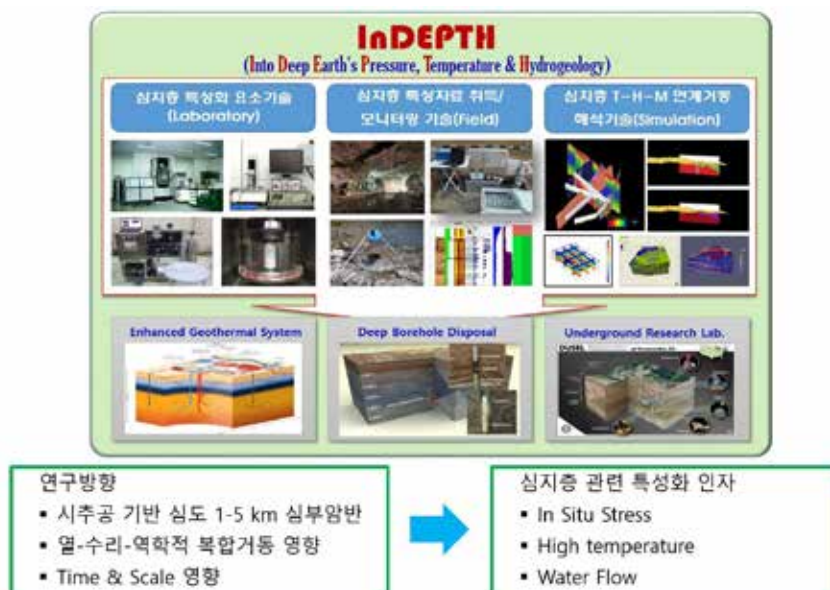 InDEPTH
(Into Deep Earth's Pressure, Temperature & Hydrogeology)
심지층 특성화 요소기술
(Laboratory)
심지층 특성자료 취득/
모니터링 기술(Field)
심지층 T-H-M 연계거동
해석기술(Simulation)
Enhanced Geothermal System
Deep Borehole Disposal
Underground Research Lab.
DUSEL
연구방향
▪ 시추공 기반 심도 1-5 km 심부암반
▪ 열-수리-역학적 복합거동 영향
▪ Time & Scale 영향
심지층 관련 특성화 인자
▪ In Situ Stress
▪ High temperature
▪ Water Flow